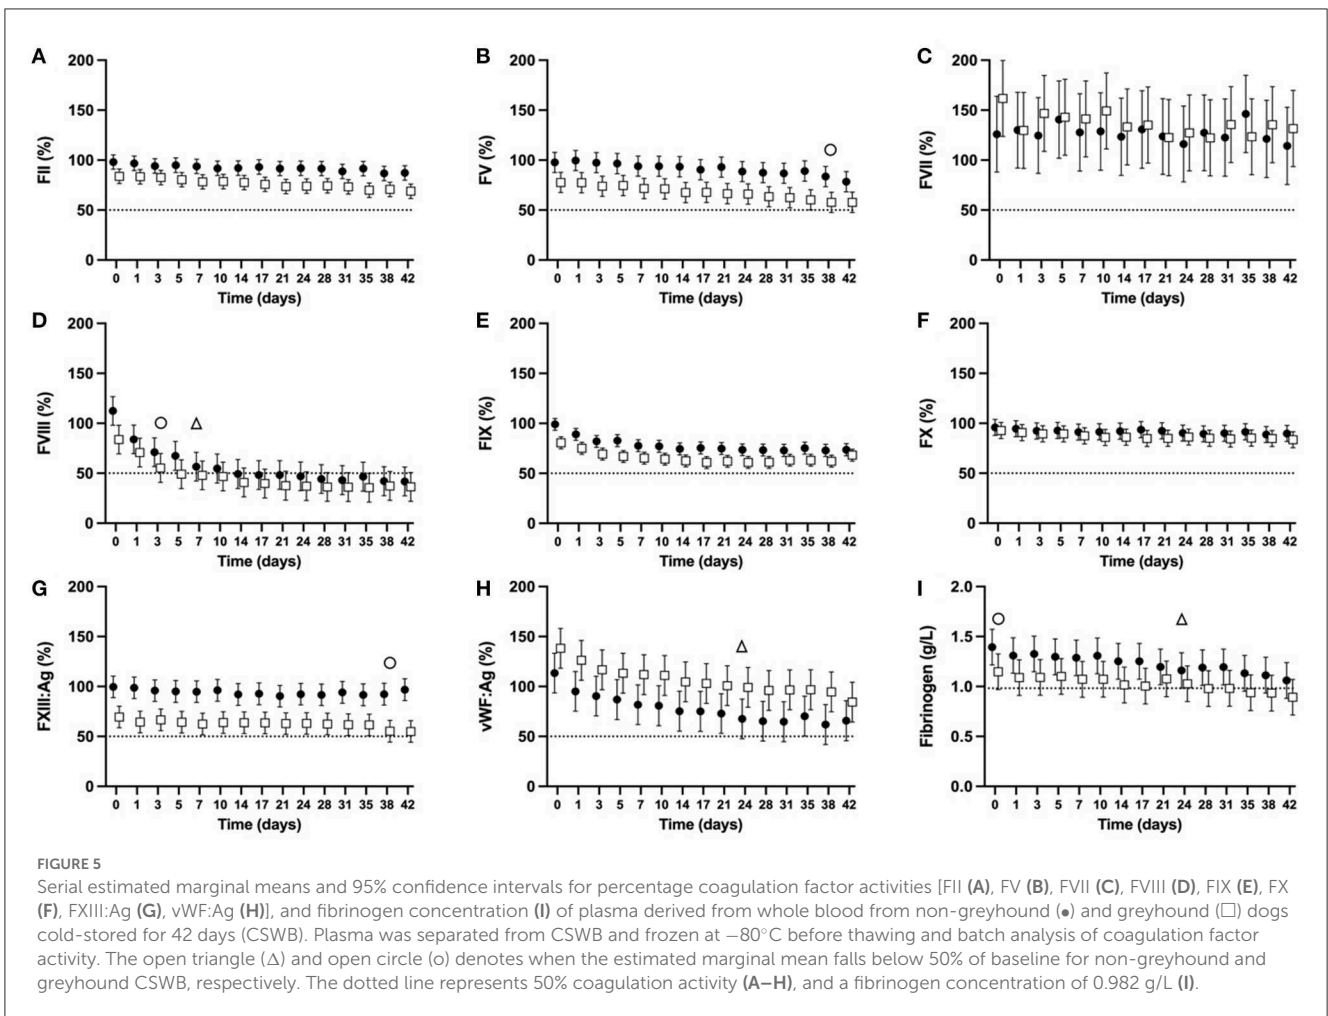 A
FII (%)
200
150
100
50
0
0 1 3 5 7 10 14 17 21 24 28 31 35 38 42
Time (days)
B
FV (%)
200
150
100
50
0
0 1 3 5 7 10 14 17 21 24 28 31 35 38 42
Time (days)
C
FVII (%)
200
150
100
50
0
0 1 3 5 7 10 14 17 21 24 28 31 35 38 42
Time (days)
D
FVIII (%)
200
150
100
50
0
0 1 3 5 7 10 14 17 21 24 28 31 35 38 42
Time (days)
E
FIX (%)
200
150
100
50
0
0 1 3 5 7 10 14 17 21 24 28 31 35 38 42
Time (days)
F
FX (%)
200
150
100
50
0
0 1 3 5 7 10 14 17 21 24 28 31 35 38 42
Time (days)
G
FXIII:Ag (%)
200
150
100
50
0
0 1 3 5 7 10 14 17 21 24 28 31 35 38 42
Time (days)
H
vWF:Ag (%)
200
150
100
50
0
0 1 3 5 7 10 14 17 21 24 28 31 35 38 42
Time (days)
I
Fibrinogen (g/L)
2.0
1.5
1.0
0.5
0.0
0 1 3 5 7 10 14 17 21 24 28 31 35 38 42
Time (days)
FIGURE 5
Serial estimated marginal means and 95% confidence intervals for percentage coagulation factor activities [FII (A), FV (B), FVII (C), FVIII (D), FIX (E), FX
(F), FXIII:Ag (G), vWF:Ag (H)], and fibrinogen concentration (I) of plasma derived from whole blood from non-greyhound (●) and greyhound (□) dogs
cold-stored for 42 days (CSWB). Plasma was separated from CSWB and frozen at −80°C before thawing and batch analysis of coagulation factor
activity. The open triangle (Δ) and open circle (o) denotes when the estimated marginal mean falls below 50% of baseline for non-greyhound and
greyhound CSWB, respectively. The dotted line represents 50% coagulation activity (A–H), and a fibrinogen concentration of 0.982 g/L (I).